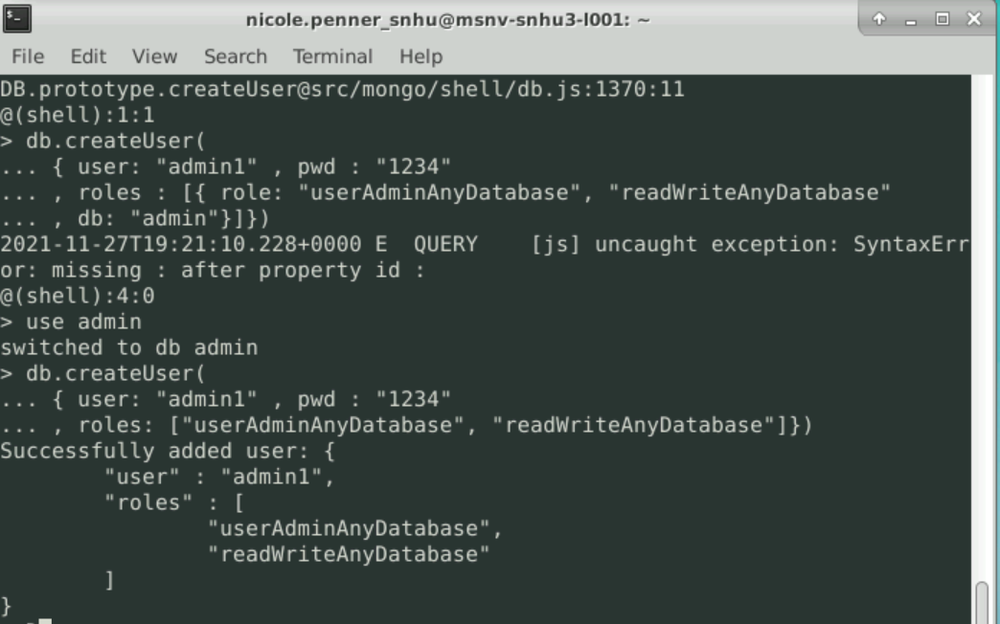 nicole.penner_snhu@msnv-snhu3-l001: ~
File Edit View Search Terminal Help
DB.prototype.createUser@src/mongo/shell/db.js:1370:11
@(shell):1:1
> db.createUser(
... { user: "admin1" , pwd : "1234"
... , roles : [{ role: "userAdminAnyDatabase", "readWriteAnyDatabase"
... , db: "admin"}]})
2021-11-27T19:21:10.228+0000 E  QUERY    [js] uncaught exception: SyntaxErr
or: missing : after property id :
@(shell):4:0
> use admin
switched to db admin
> db.createUser(
... { user: "admin1" , pwd : "1234"
... , roles: ["userAdminAnyDatabase", "readWriteAnyDatabase"]})
Successfully added user: {
        "user" : "admin1",
        "roles" : [
                "userAdminAnyDatabase",
                "readWriteAnyDatabase"
        ]
}